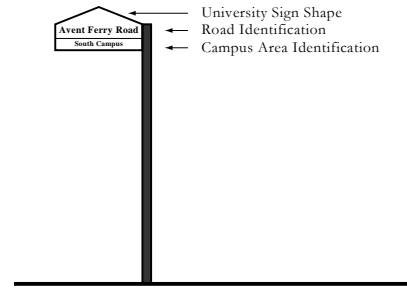 University Sign Shape
Avent Ferry Road
Road Identification
South Campus
Campus Area Identification